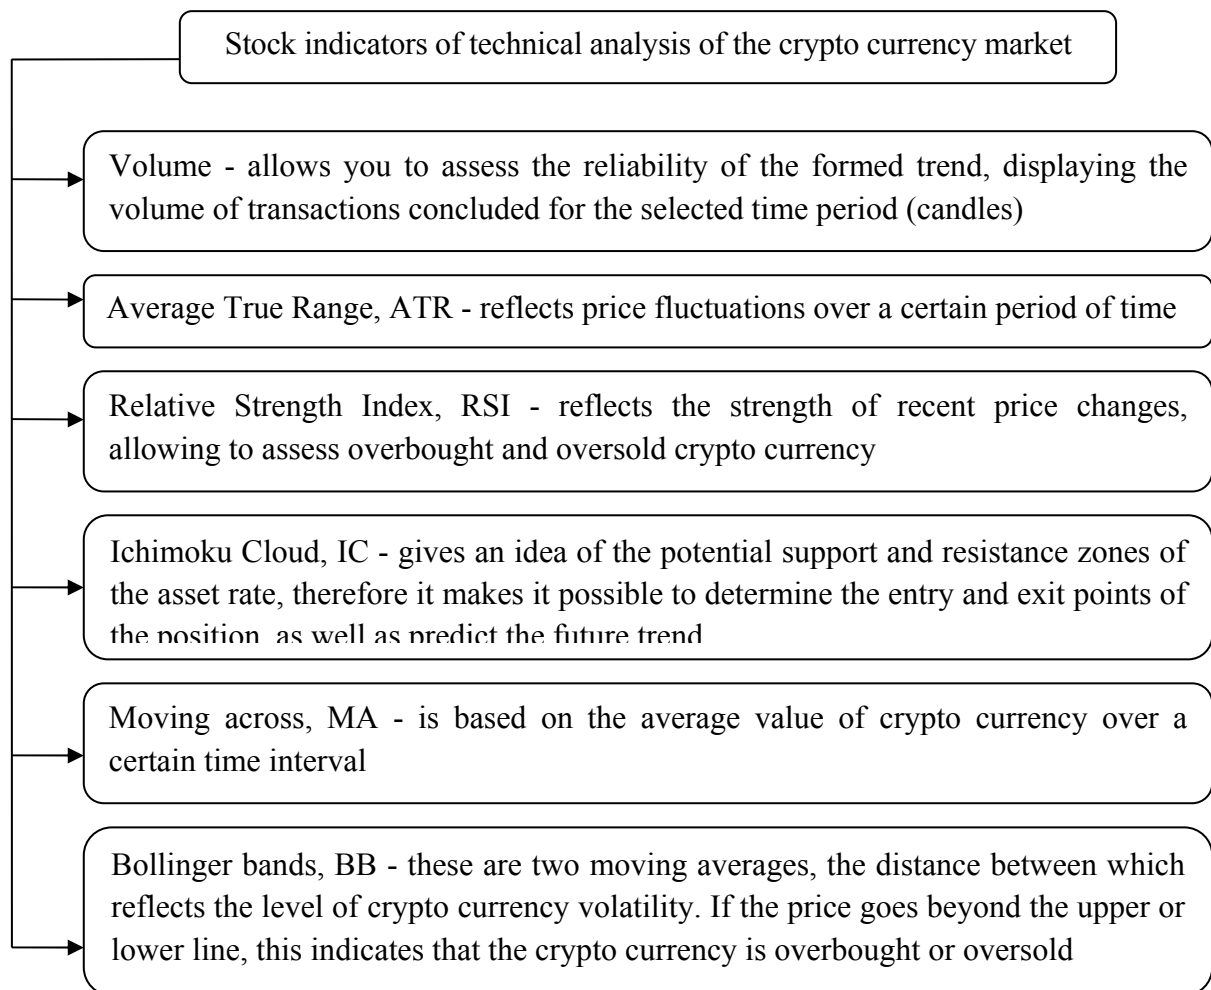 Stock indicators of technical analysis of the crypto currency market
Volume - allows you to assess the reliability of the formed trend, displaying the
volume of transactions concluded for the selected time period (candles)
Average True Range, ATR - reflects price fluctuations over a certain period of time
Relative Strength Index, RSI - reflects the strength of recent price changes,
allowing to assess overbought and oversold crypto currency
Ichimoku Cloud, IC - gives an idea of the potential support and resistance zones of
the asset rate, therefore it makes it possible to determine the entry and exit points of
the position, as well as predict the future trend
Moving across, MA - is based on the average value of crypto currency over a
certain time interval
Bollinger bands, BB - these are two moving averages, the distance between which
reflects the level of crypto currency volatility. If the price goes beyond the upper or
lower line, this indicates that the crypto currency is overbought or oversold